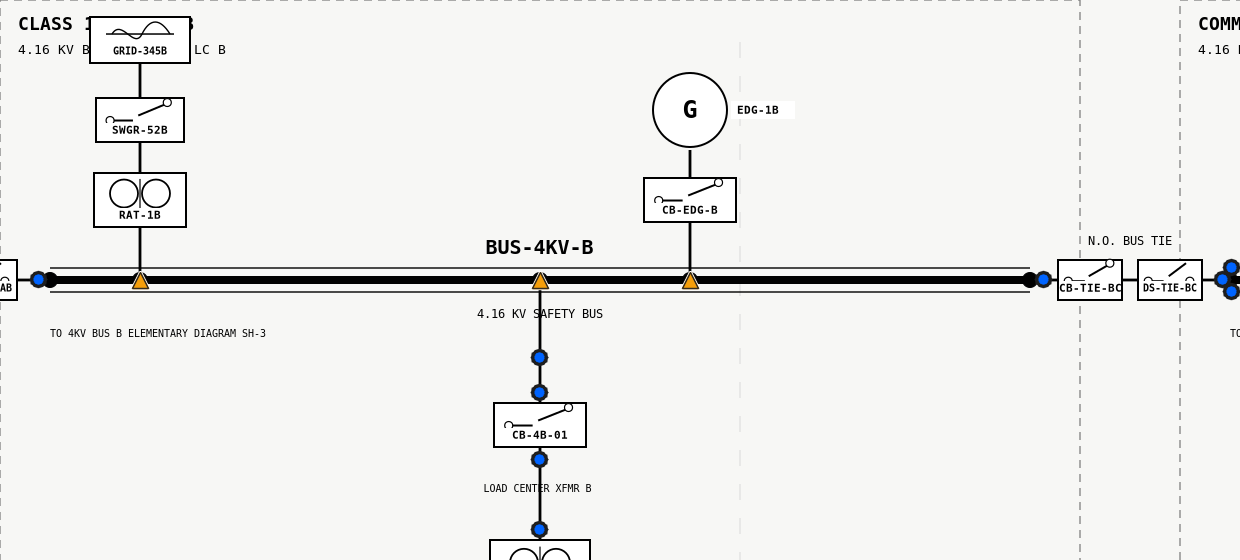 CLASS 1
4.16 KV B
LC B
GRID-345B
COMM
4.16
SWGR-52B
G
EDG-1B
RAT-1B
CB-EDG-B
BUS-4KV-B
N.O. BUS TIE
AB
CB-TIE-BC
DS-TIE-BC
4.16 KV SAFETY BUS
TO 4KV BUS B ELEMENTARY DIAGRAM SH-3
TO
CB-4B-01
LOAD CENTER XFMR B